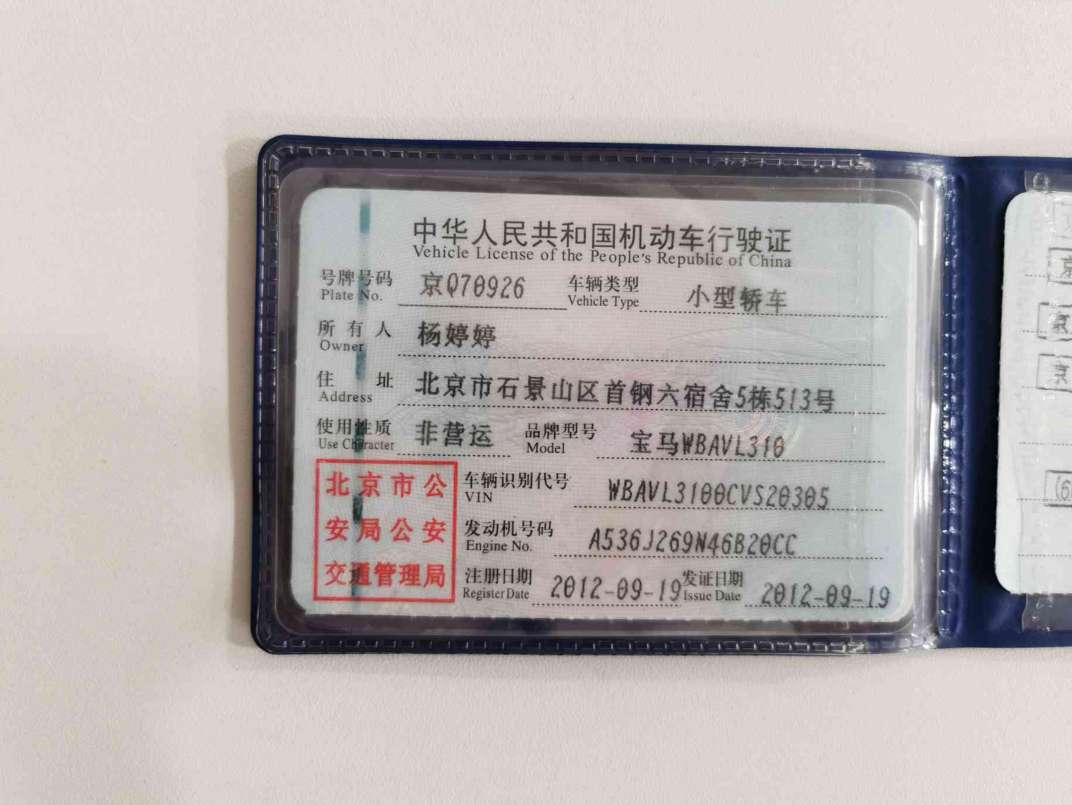 中华人民共和国机动车行驶证
Vehicle License of the People's Republic of China
号牌号码 京Q70926 车辆类型 小型轿车
Plate No. Vehicle Type
所有人 杨婷婷
Owner
住址 北京市石景山区首钢六宿舍5栋513号
Address
使用性质 非营运 品牌型号 宝马WBAVL310
Use Character Model
北京市公
安局公安
交通管理局
车辆识别代号 WBAVL3100CVS20305
VIN
发动机号码 A536J269N46B20CC
Engine No.
注册日期 2012-09-19 发证日期 2012-09-19
Register Date Issue Date
京
京
京
(6